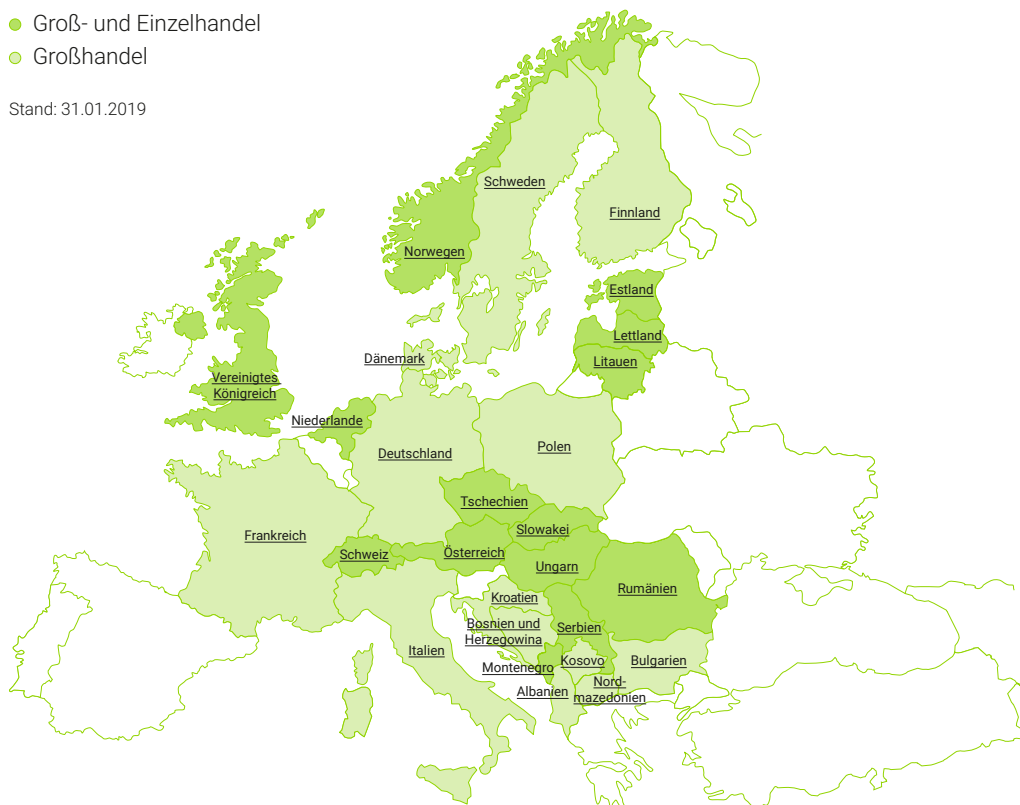 Groß- und Einzelhandel
Großhandel
Stand: 31.01.2019
Schweden
Finnland
Norwegen
Estland
Lettland
Dänemark
Litauen
Vereinigtes
Königreich
Niederlande
Deutschland
Polen
Tschechien
Slowakei
Frankreich
Schweiz
Österreich
Ungarn
Rumänien
Kroatien
Bosnien und
Herzegowina
Serbien
Italien
Montenegro
Kosovo
Bulgarien
Albanien
Nord-
mazedonien